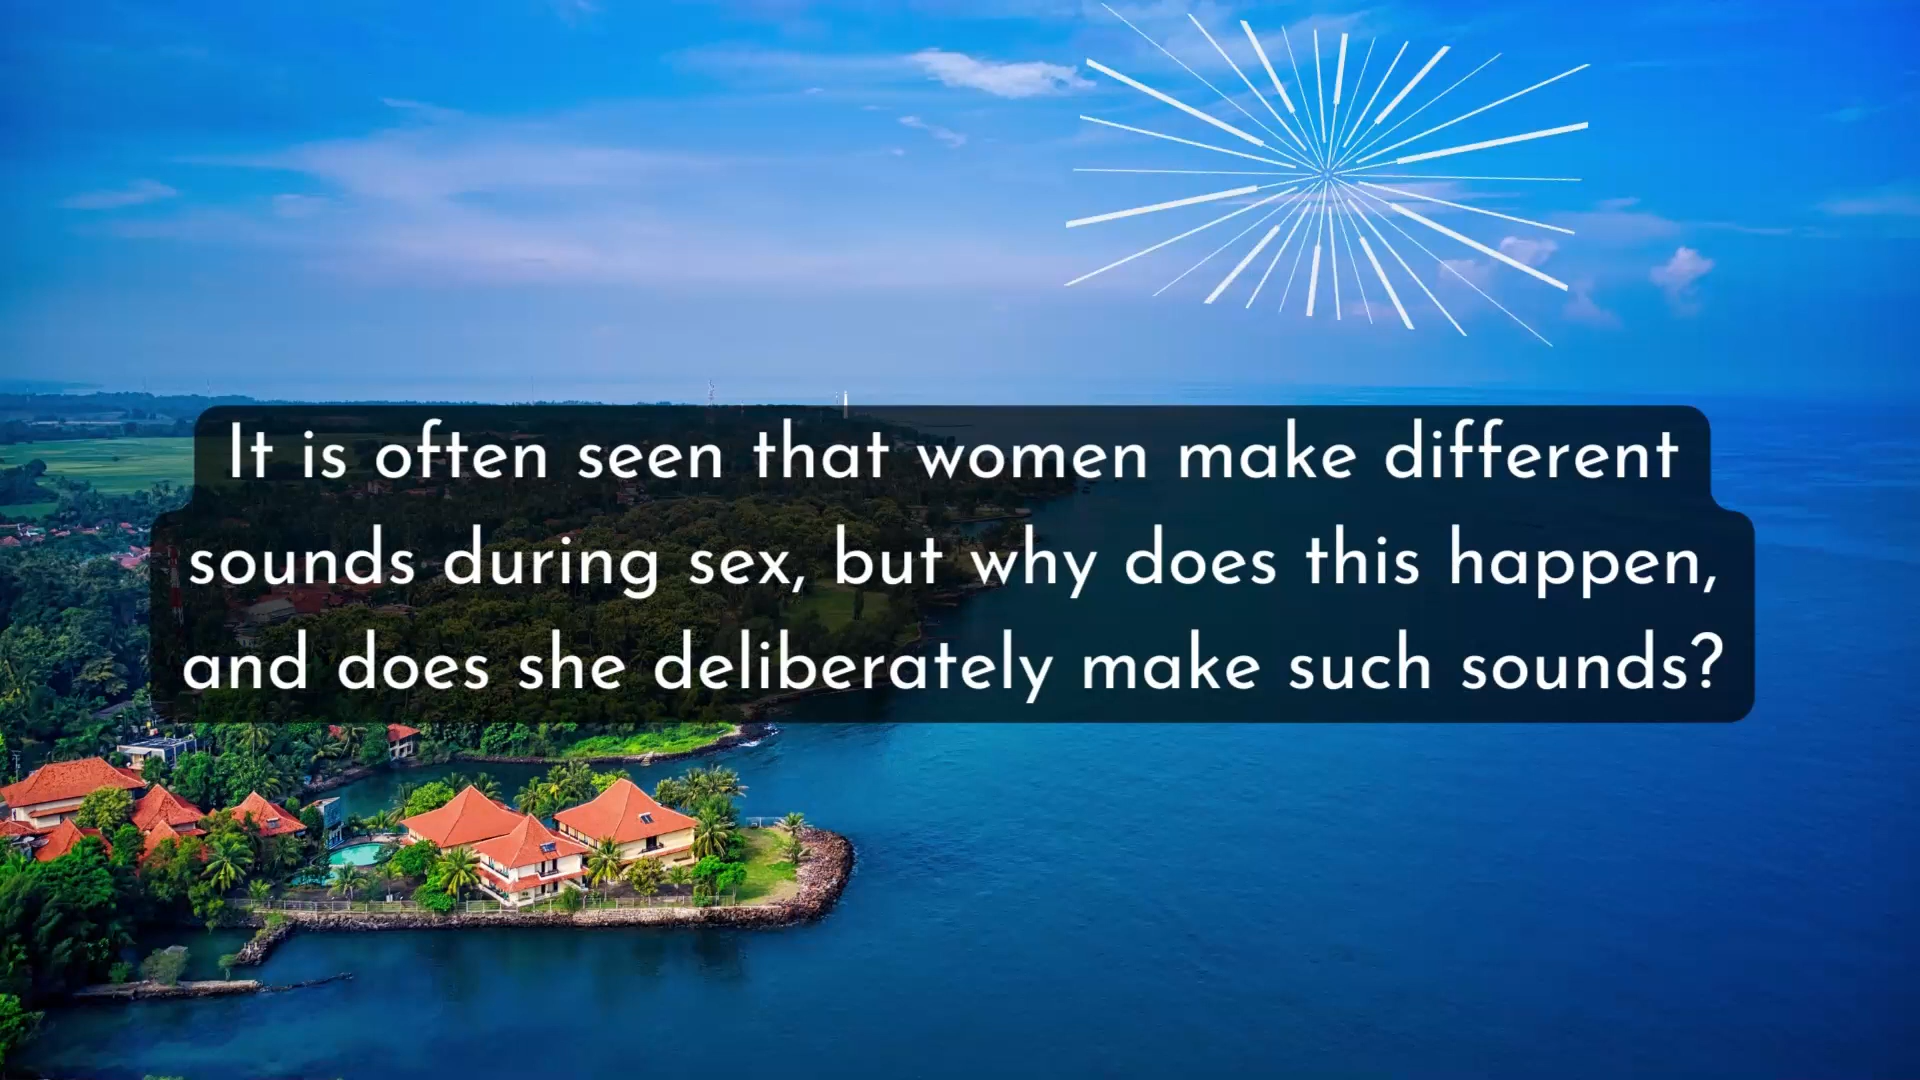 It is often seen that women make different
sounds during sex, but why does this happen,
and does she deliberately make such sounds?